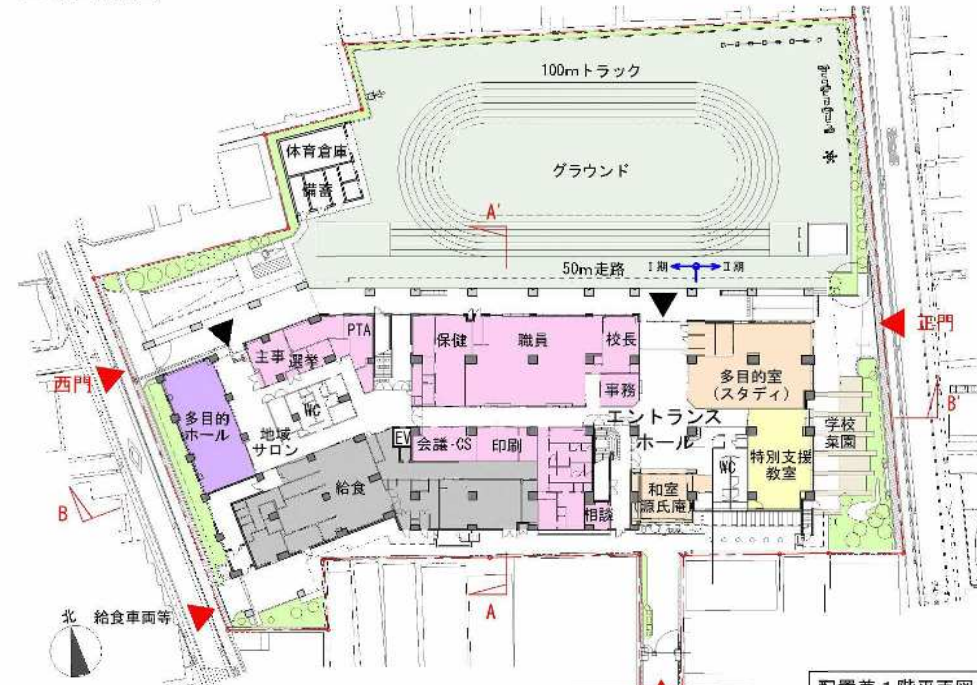 100mトラック
体育倉庫
備蓄
グラウンド
A'
50m走路
Ⅰ期
Ⅱ期
正門
PTA
保健
職員
校長
主事
選挙
西門
多目的室
(スタディ)
B'
事務
多目的
ホール
WC
エントランス
ホール
学校
菜園
地域
サロン
EV
会議・CS
印刷
WC
特別支援
教室
給食
和室
源氏庵
相談
B
A
北
給食車両等
配置兼1階平面図